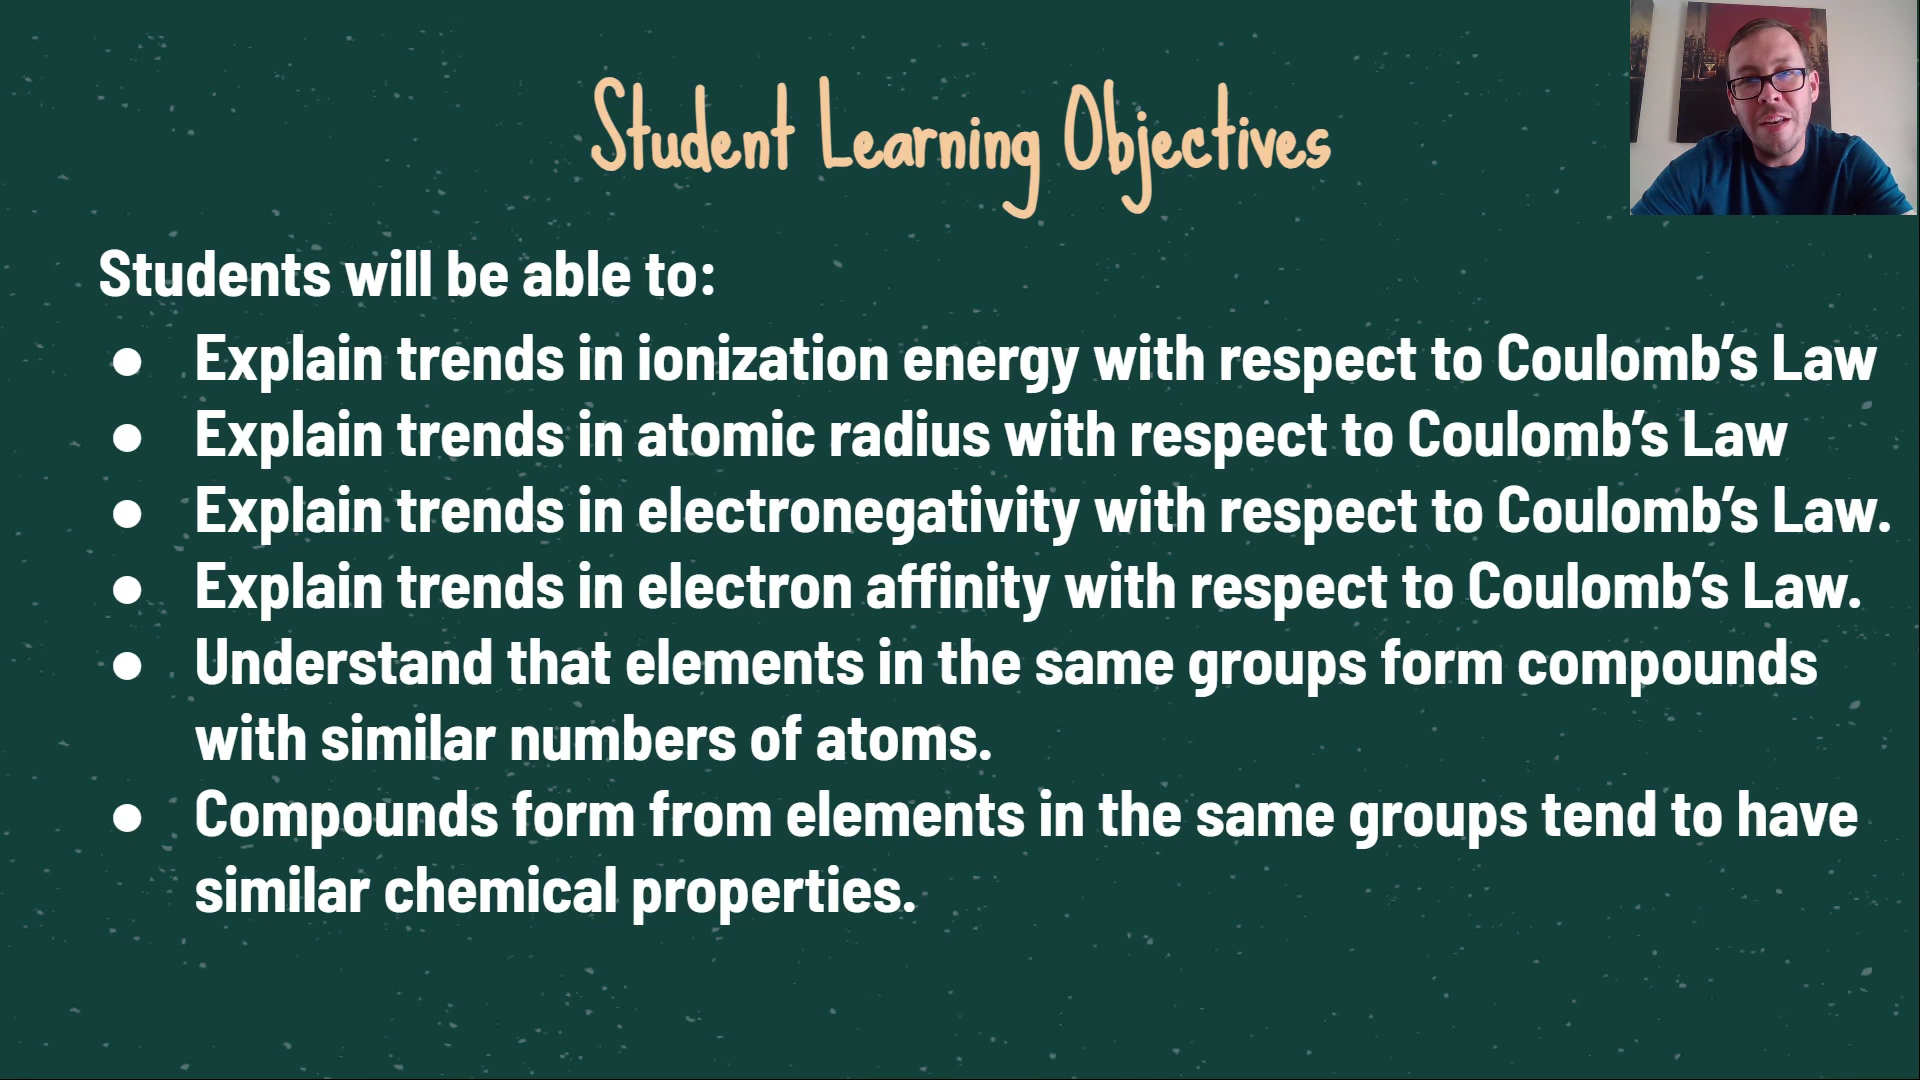 Student Learning Objectives
Students will be able to:
● Explain trends in ionization energy with respect to Coulomb’s Law
● Explain trends in atomic radius with respect to Coulomb’s Law
● Explain trends in electronegativity with respect to Coulomb’s Law.
● Explain trends in electron affinity with respect to Coulomb’s Law.
● Understand that elements in the same groups form compounds
with similar numbers of atoms.
● Compounds form from elements in the same groups tend to have
similar chemical properties.